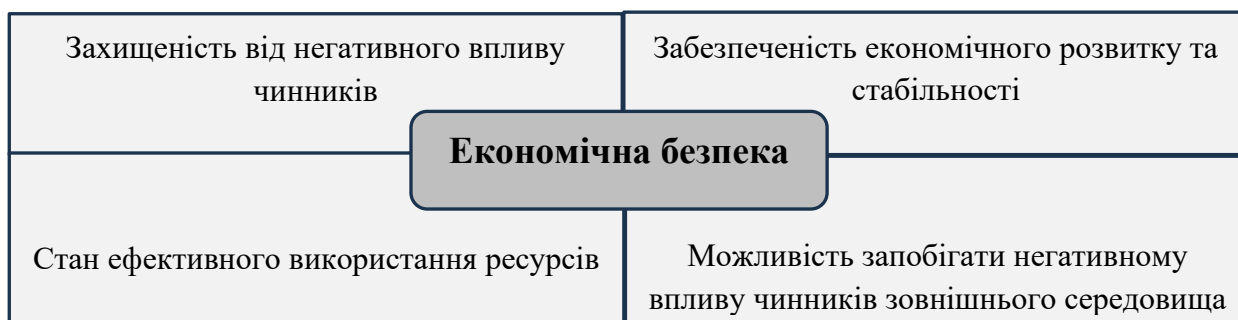 Захищеність від негативного впливу
чинників
Забезпеченість економічного розвитку та
стабільності
Економічна безпека
Стан ефективного використання ресурсів
Можливість запобігати негативному
впливу чинників зовнішнього середовища